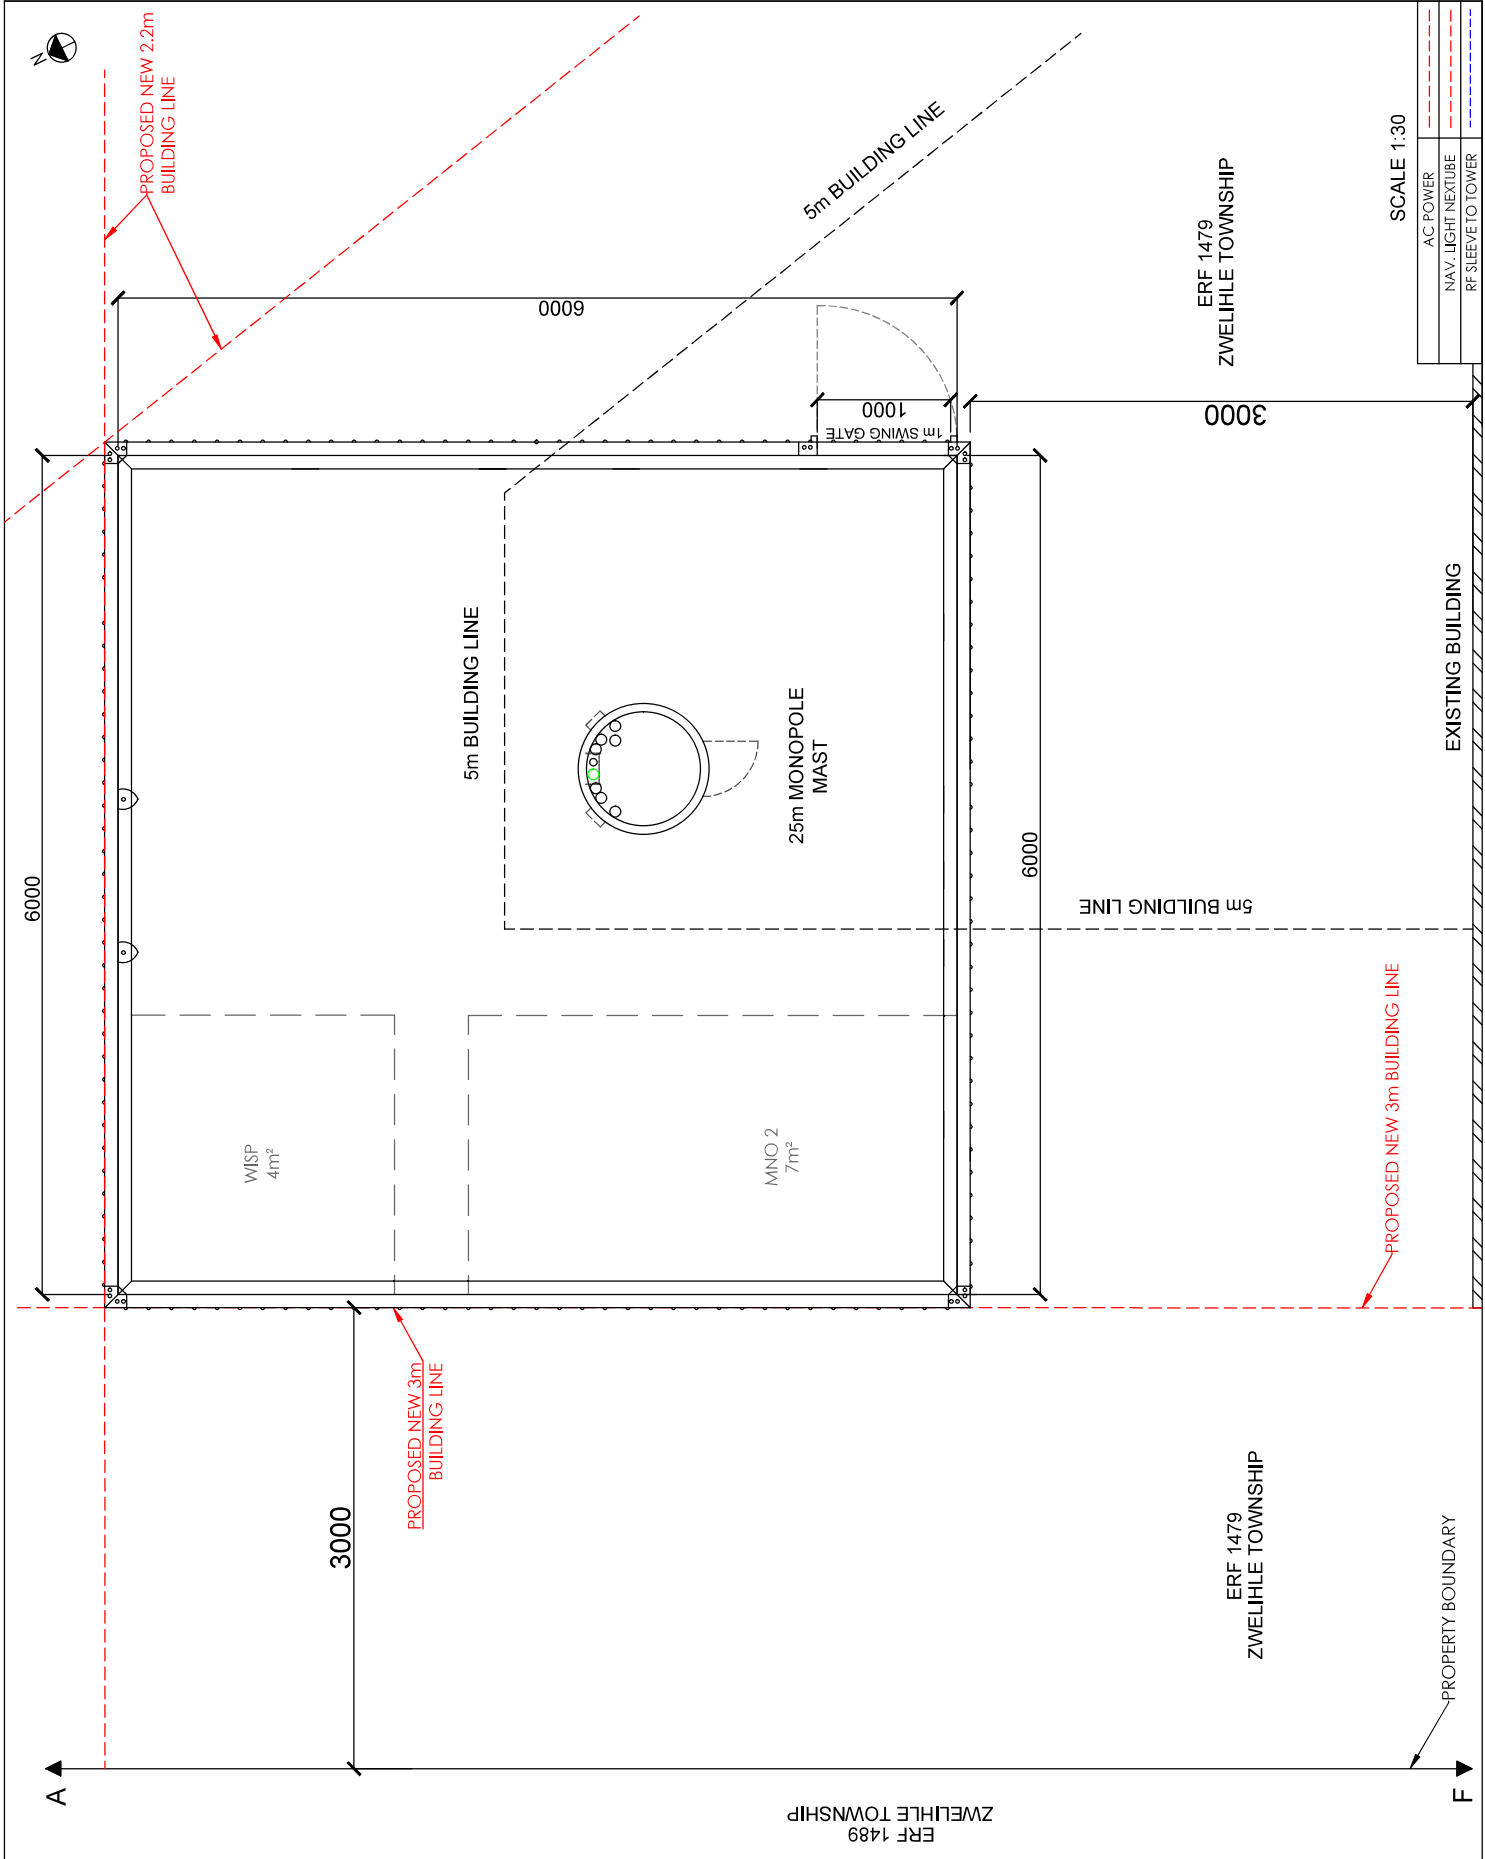 N
PROPOSED NEW 2.2m
BUILDING LINE
5m BUILDING LINE
ERF 1479
ZWELIHLE TOWNSHIP
SCALE 1:30
AC POWER
NAV. LIGHT NEXTUBE
RF SLEEVE TO TOWER
6000
1000
1m SWING GATE
3000
6000
5m BUILDING LINE
25m MONOPOLE
MAST
6000
5m BUILDING LINE
EXISTING BUILDING
WISP
4m²
MNO 2
7m²
PROPOSED NEW 3m BUILDING LINE
PROPOSED NEW 3m
BUILDING LINE
3000
ERF 1479
ZWELIHLE TOWNSHIP
PROPERTY BOUNDARY
A
F
ERF 1489
ZWELIHLE TOWNSHIP